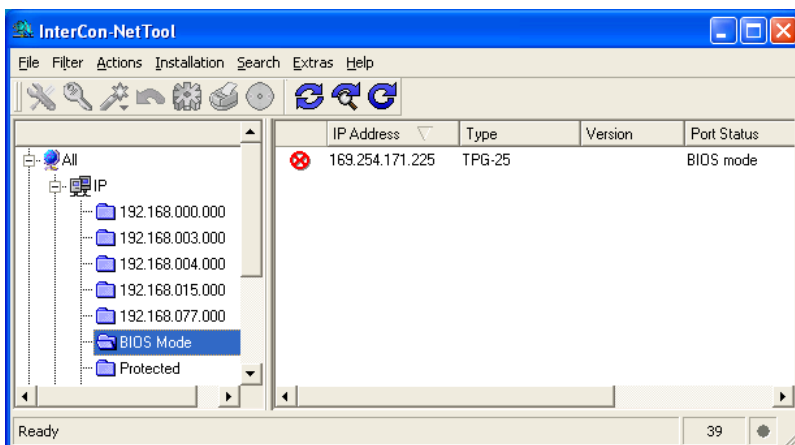 InterCon-NetTool
File Filter Actions Installation Search Extras Help
IP Address Type Version Port Status
169.254.171.225 TPG-25 BIOS mode
All
IP
192.168.000.000
192.168.003.000
192.168.004.000
192.168.015.000
192.168.077.000
BIOS Mode
Protected
Ready 39